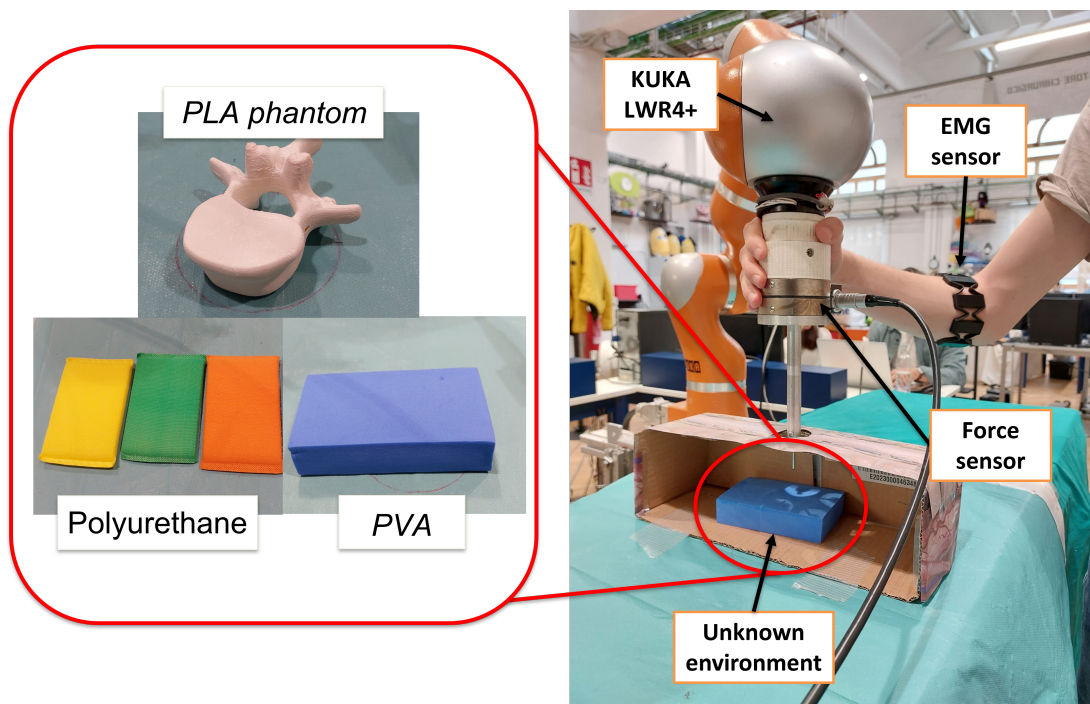 PLA phantom
Polyurethane
PVA
KUKA
LWR4+
EMG
sensor
Force
sensor
Unknown
environment